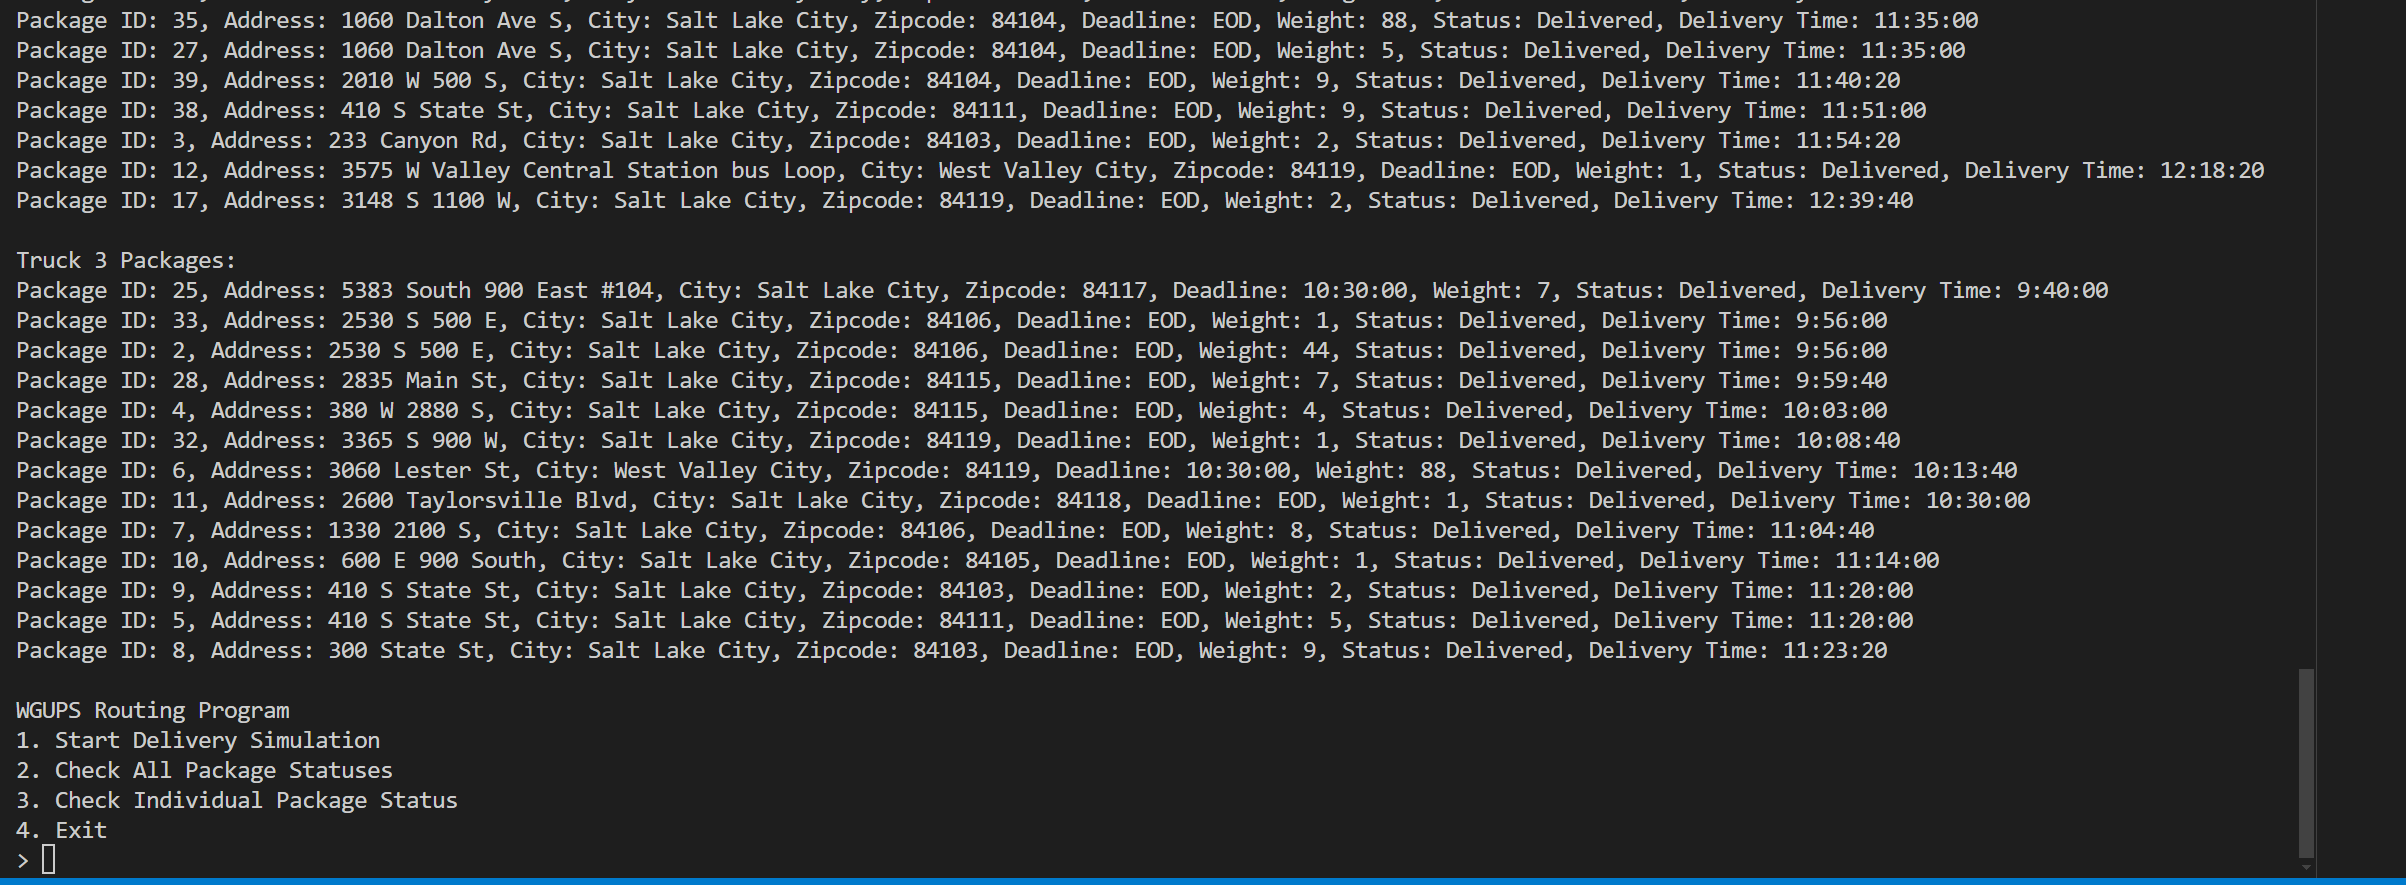 Package ID: 35, Address: 1060 Dalton Ave S, City: Salt Lake City, Zipcode: 84104, Deadline: EOD, Weight: 88, Status: Delivered, Delivery Time: 11:35:00
Package ID: 27, Address: 1060 Dalton Ave S, City: Salt Lake City, Zipcode: 84104, Deadline: EOD, Weight: 5, Status: Delivered, Delivery Time: 11:35:00
Package ID: 39, Address: 2010 W 500 S, City: Salt Lake City, Zipcode: 84104, Deadline: EOD, Weight: 9, Status: Delivered, Delivery Time: 11:40:20
Package ID: 38, Address: 410 S State St, City: Salt Lake City, Zipcode: 84111, Deadline: EOD, Weight: 9, Status: Delivered, Delivery Time: 11:51:00
Package ID: 3, Address: 233 Canyon Rd, City: Salt Lake City, Zipcode: 84103, Deadline: EOD, Weight: 2, Status: Delivered, Delivery Time: 11:54:20
Package ID: 12, Address: 3575 W Valley Central Station bus Loop, City: West Valley City, Zipcode: 84119, Deadline: EOD, Weight: 1, Status: Delivered, Delivery Time: 12:18:20
Package ID: 17, Address: 3148 S 1100 W, City: Salt Lake City, Zipcode: 84119, Deadline: EOD, Weight: 2, Status: Delivered, Delivery Time: 12:39:40
Truck 3 Packages:
Package ID: 25, Address: 5383 South 900 East #104, City: Salt Lake City, Zipcode: 84117, Deadline: 10:30:00, Weight: 7, Status: Delivered, Delivery Time: 9:40:00
Package ID: 33, Address: 2530 S 500 E, City: Salt Lake City, Zipcode: 84106, Deadline: EOD, Weight: 1, Status: Delivered, Delivery Time: 9:56:00
Package ID: 2, Address: 2530 S 500 E, City: Salt Lake City, Zipcode: 84106, Deadline: EOD, Weight: 44, Status: Delivered, Delivery Time: 9:56:00
Package ID: 28, Address: 2835 Main St, City: Salt Lake City, Zipcode: 84115, Deadline: EOD, Weight: 7, Status: Delivered, Delivery Time: 9:59:40
Package ID: 4, Address: 380 W 2880 S, City: Salt Lake City, Zipcode: 84115, Deadline: EOD, Weight: 4, Status: Delivered, Delivery Time: 10:03:00
Package ID: 32, Address: 3365 S 900 W, City: Salt Lake City, Zipcode: 84119, Deadline: EOD, Weight: 1, Status: Delivered, Delivery Time: 10:08:40
Package ID: 6, Address: 3060 Lester St, City: West Valley City, Zipcode: 84119, Deadline: 10:30:00, Weight: 88, Status: Delivered, Delivery Time: 10:13:40
Package ID: 11, Address: 2600 Taylorsville Blvd, City: Salt Lake City, Zipcode: 84118, Deadline: EOD, Weight: 1, Status: Delivered, Delivery Time: 10:30:00
Package ID: 7, Address: 1330 2100 S, City: Salt Lake City, Zipcode: 84106, Deadline: EOD, Weight: 8, Status: Delivered, Delivery Time: 11:04:40
Package ID: 10, Address: 600 E 900 South, City: Salt Lake City, Zipcode: 84105, Deadline: EOD, Weight: 1, Status: Delivered, Delivery Time: 11:14:00
Package ID: 9, Address: 410 S State St, City: Salt Lake City, Zipcode: 84103, Deadline: EOD, Weight: 2, Status: Delivered, Delivery Time: 11:20:00
Package ID: 5, Address: 410 S State St, City: Salt Lake City, Zipcode: 84111, Deadline: EOD, Weight: 5, Status: Delivered, Delivery Time: 11:20:00
Package ID: 8, Address: 300 State St, City: Salt Lake City, Zipcode: 84103, Deadline: EOD, Weight: 9, Status: Delivered, Delivery Time: 11:23:20
WGUPS Routing Program
1. Start Delivery Simulation
2. Check All Package Statuses
3. Check Individual Package Status
4. Exit
>